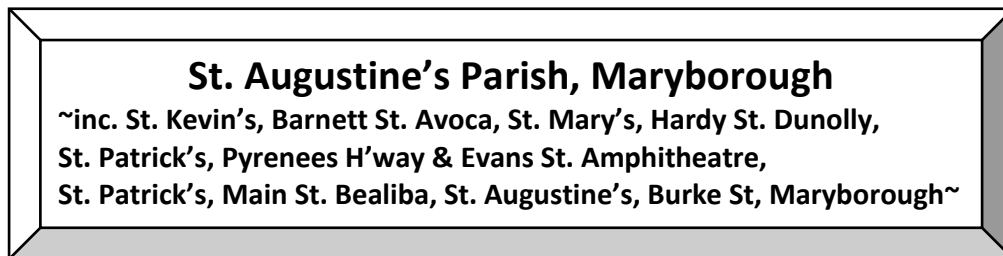 St. Augustine’s Parish, Maryborough
~inc. St. Kevin’s, Barnett St. Avoca, St. Mary’s, Hardy St. Dunolly,
St. Patrick’s, Pyrenees H’way & Evans St. Amphitheatre,
St. Patrick’s, Main St. Bealiba, St. Augustine’s, Burke St, Maryborough~